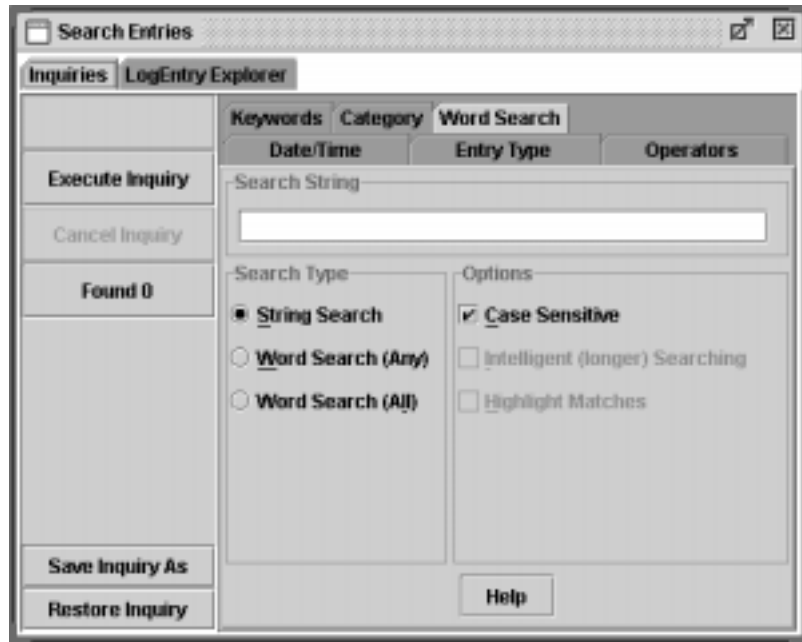 Search Entries
Inquiries LogEntry Explorer
Keywords Category Word Search
Date/Time Entry Type Operators
Execute Inquiry
Cancel Inquiry
Found 0
Save Inquiry As
Restore Inquiry
Search String
Search Type
String Search
Word Search (Any)
Word Search (All)
Options
Case Sensitive
Intelligent (longer) Searching
Highlight Matches
Help